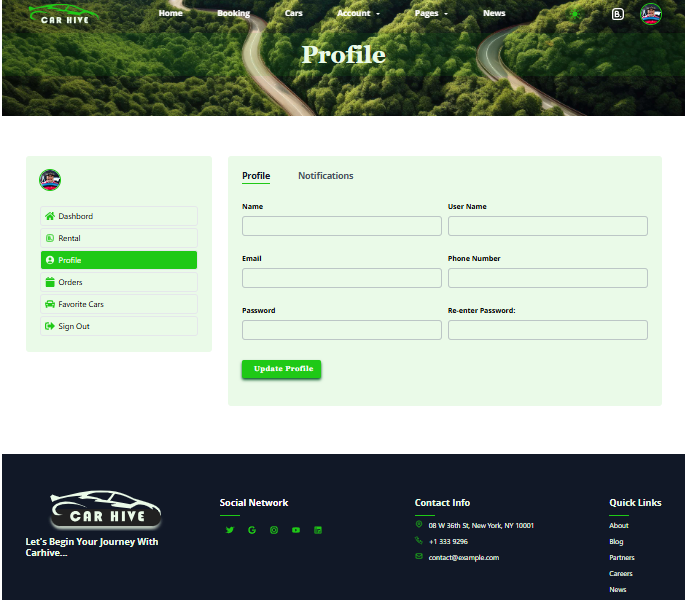 CAR HIVE
Home Booking Cars Account Pages News
B.
Profile
Profile Notifications
Dashbord
Rental
Profile
Orders
Favorite Cars
Sign Out
Name User Name
Email Phone Number
Password Re-enter Password:
Update Profile
CAR HIVE
Let's Begin Your Journey With
Carhive...
Social Network
Contact Info
08 W 36th St, New York, NY 10001
+1 333 9296
contact@example.com
Quick Links
About
Blog
Partners
Careers
News